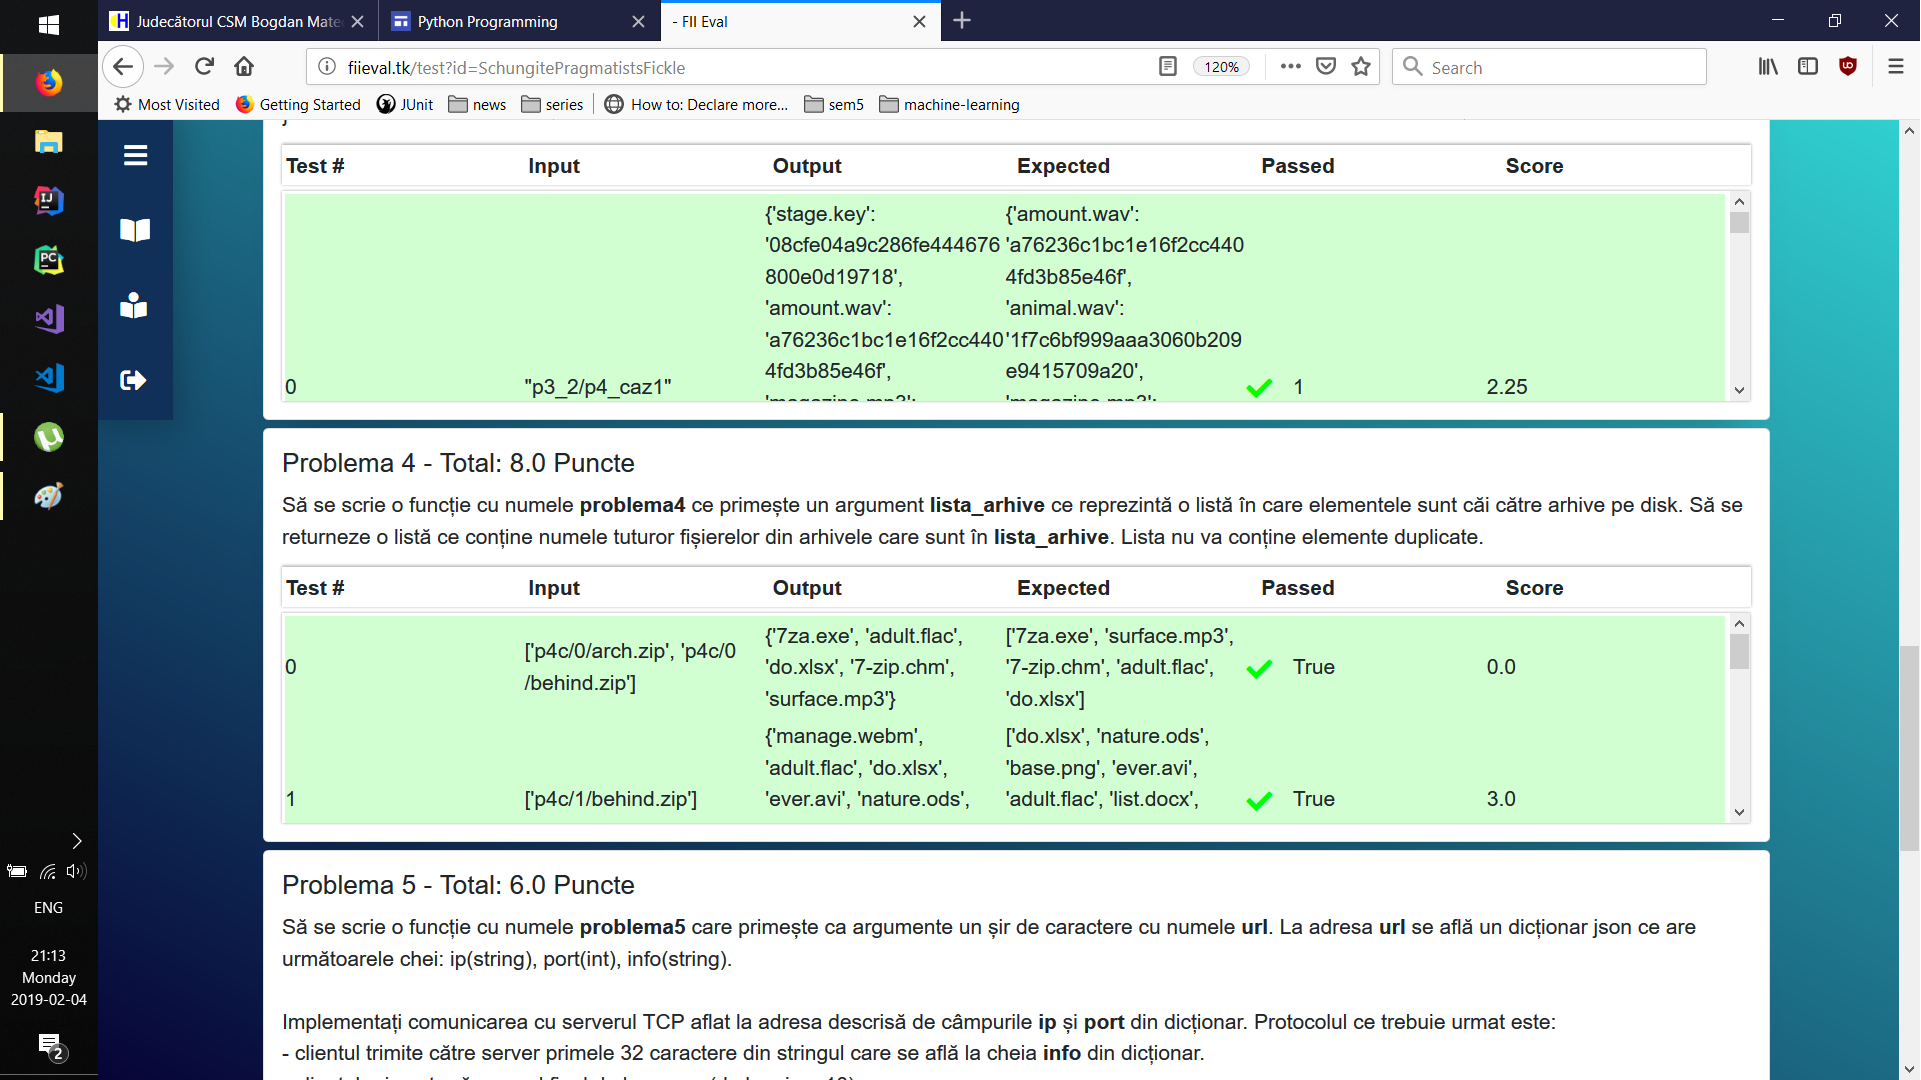 Judecătorul CSM Bogdan Mate
Python Programming
- FII Eval
fiieval.tk/test?id=SchungitePragmatistsFickle
120%
Search
Most Visited
Getting Started
JUnit
news
series
How to: Declare more...
sem5
machine-learning
Test # Input Output Expected Passed Score
{'stage.key': {'amount.wav':
'08cfe04a9c286fe444676 'a76236c1bc1e16f2cc440
800e0d19718', 4fd3b85e46f',
'amount.wav': 'animal.wav':
'a76236c1bc1e16f2cc440 '1f7c6bf999aaa3060b209
4fd3b85e46f', e9415709a20',
0 "p3_2/p4_caz1" 'magazine.mp3': 'magazine.mp3': 1 2.25
Problema 4 - Total: 8.0 Puncte
Să se scrie o funcție cu numele problema4 ce primește un argument lista_arhive ce reprezintă o listă în care elementele sunt căi către arhive pe disk. Să se
returneze o listă ce conține numele tuturor fișierelor din arhivele care sunt în lista_arhive. Lista nu va conține elemente duplicate.
Test # Input Output Expected Passed Score
{'7za.exe', 'adult.flac', ['7za.exe', 'surface.mp3',
0 ['p4c/0/arch.zip', 'p4c/0 'do.xlsx', '7-zip.chm', '7-zip.chm', 'adult.flac', True 0.0
/behind.zip'] 'surface.mp3'} 'do.xlsx']
{'manage.webm', ['do.xlsx', 'nature.ods',
'adult.flac', 'do.xlsx', 'base.png', 'ever.avi',
1 ['p4c/1/behind.zip'] 'ever.avi', 'nature.ods', 'adult.flac', 'list.docx', True 3.0
Problema 5 - Total: 6.0 Puncte
Să se scrie o funcție cu numele problema5 care primește ca argumente un șir de caractere cu numele url. La adresa url se află un dicționar json ce are
următoarele chei: ip(string), port(int), info(string).
Implementați comunicarea cu serverul TCP aflat la adresa descrisă de câmpurile ip și port din dicționar. Protocolul ce trebuie urmat este:
- clientul trimite către server primele 32 caractere din stringul care se află la cheia info din dicționar.
ENG
21:13
Monday
2019-02-04
2